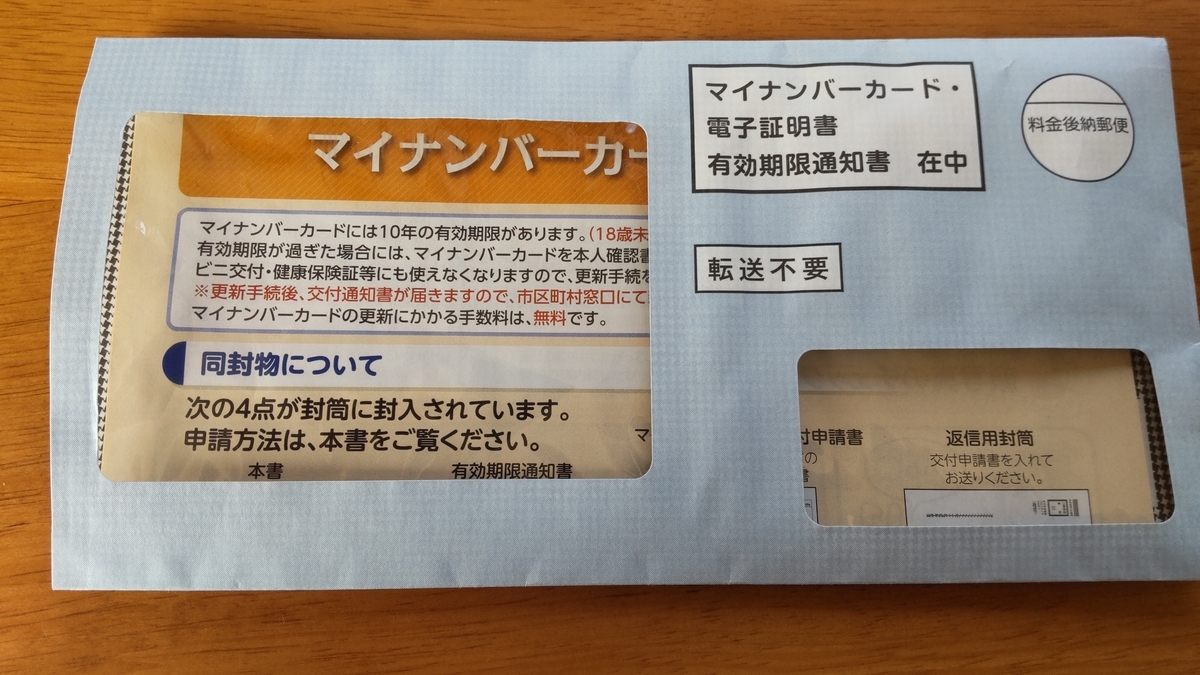 マイナンバーカード・
電子証明書
有効期限通知書　在中
料金後納郵便
転送不要
マイナンバーカ
マイナンバーカードには10年の有効期限があります。(18歳未
有効期限が過ぎた場合には、マイナンバーカードを本人確認書
ビニ交付・健康保険証等にも使えなくなりますので、更新手続を
※更新手続後、交付通知書が届きますので、市区町村窓口にて
マイナンバーカードの更新にかかる手数料は、無料です。
同封物について
次の4点が封筒に封入されています。
申請方法は、本書をご覧ください。
本書
有効期限通知書
マ
付申請書
の
書
返信用封筒
交付申請書を入れて
お送りください。